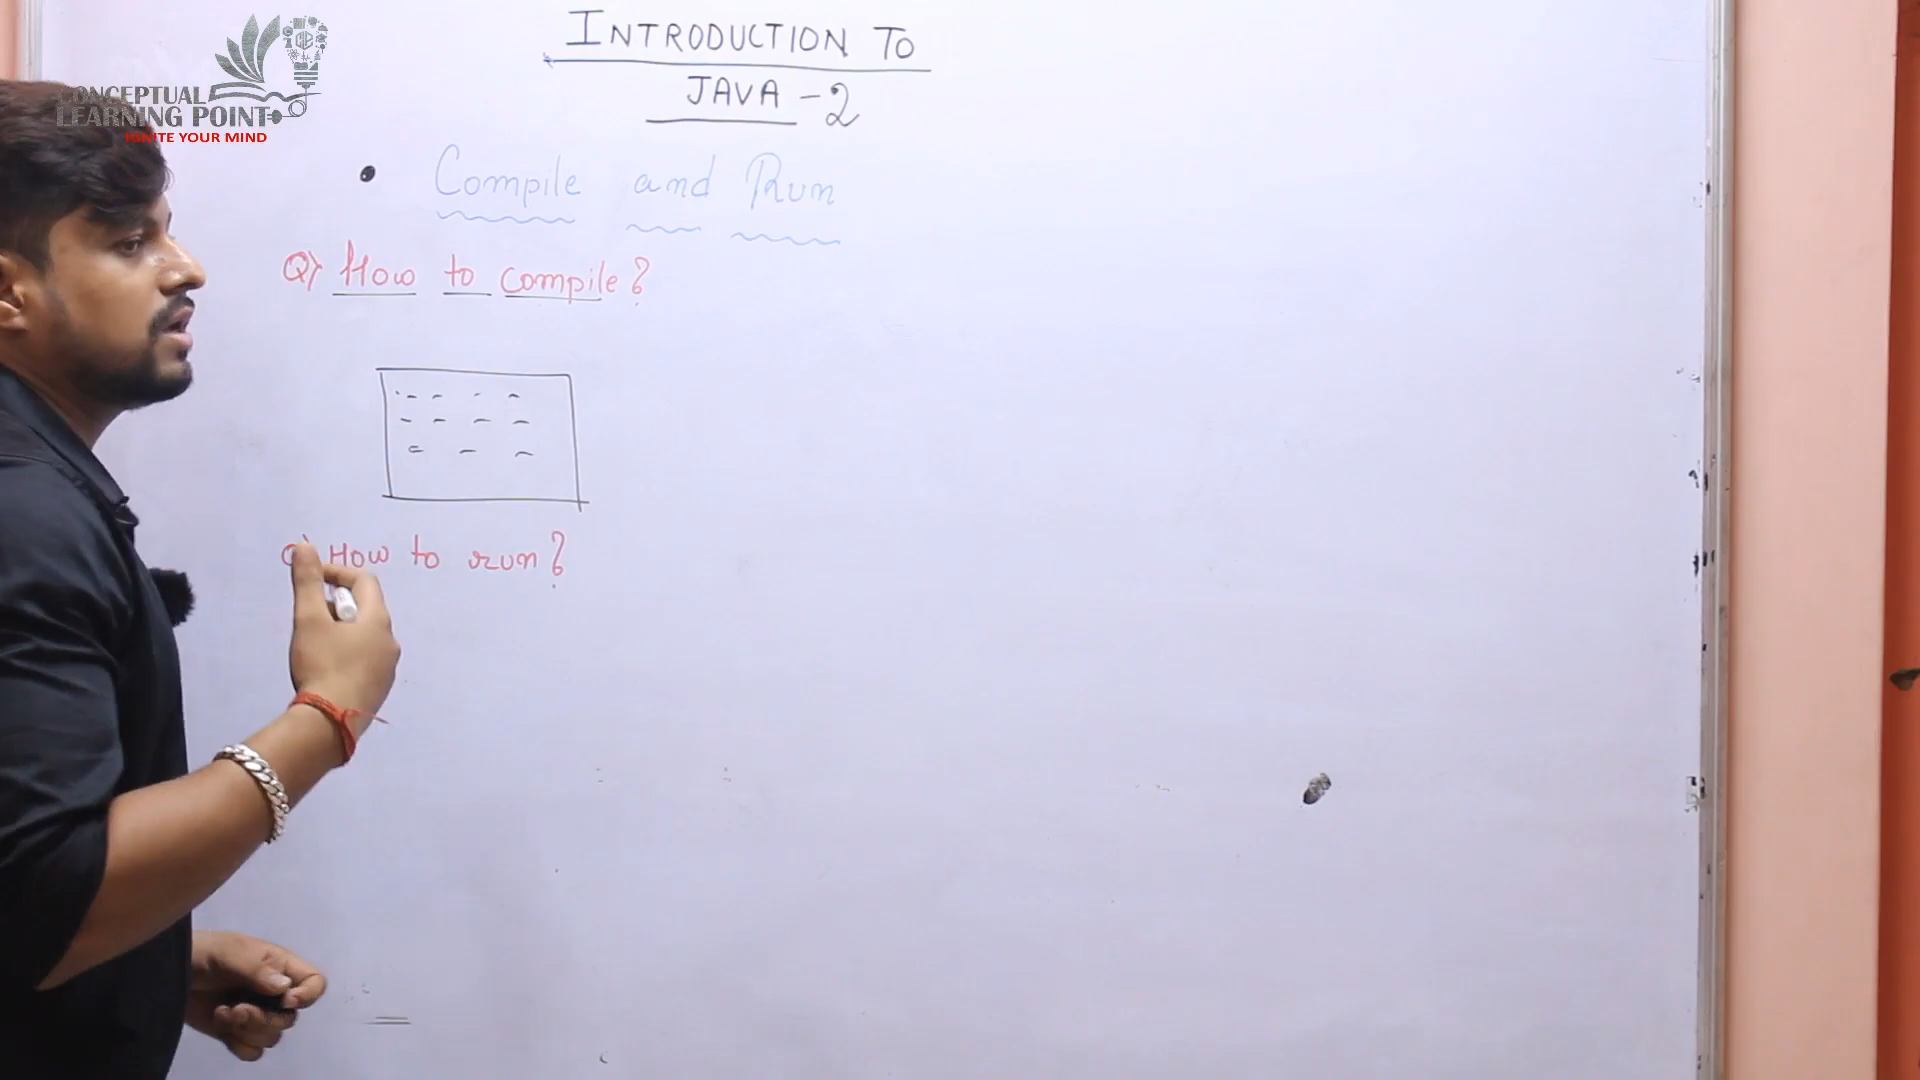 CONCEPTUAL
LEARNING POINT
IGNITE YOUR MIND
INTRODUCTION TO
JAVA - 2
• Compile and Run
Q) How to compile?
Q) How to run?